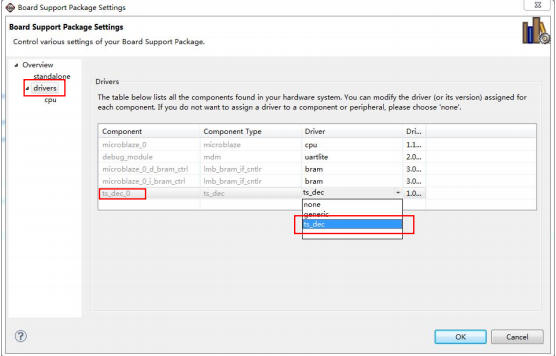 Board Support Package Settings
Board Support Package Settings
Control various settings of your Board Support Package.
Overview
standalone
drivers
cpu
Drivers
The table below lists all the components found in your hardware system. You can modify the driver (or its version) assigned for
each component. If you do not want to assign a driver to a component or peripheral, please choose 'none'.
Component Component Type Driver Dri...
microblaze_0 microblaze cpu 1.1...
debug_module mdm uartlite 2.0...
microblaze_0_d_bram_ctrl lmb_bram_if_cntlr bram 3.0...
microblaze_0_i_bram_ctrl lmb_bram_if_cntlr bram 3.0...
ts_dec_0 ts_dec ts_dec 1.0...
none
generic
ts_dec
OK Cancel